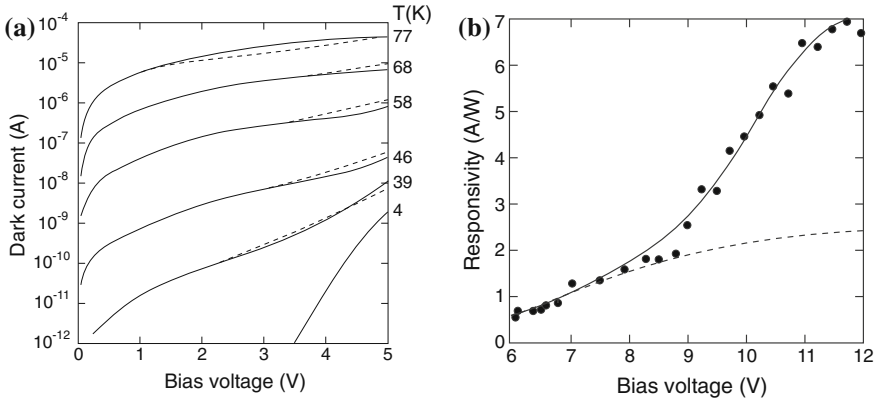 (a)
Dark current (A)
10⁻⁴
10⁻⁵
10⁻⁶
10⁻⁷
10⁻⁸
10⁻⁹
10⁻¹⁰
10⁻¹¹
10⁻¹²
0 1 2 3 4 5
Bias voltage (V)
T(K)
77
68
58
46
39
4
(b)
Responsivity (A/W)
7
6
5
4
3
2
1
0
6 7 8 9 10 11 12
Bias voltage (V)